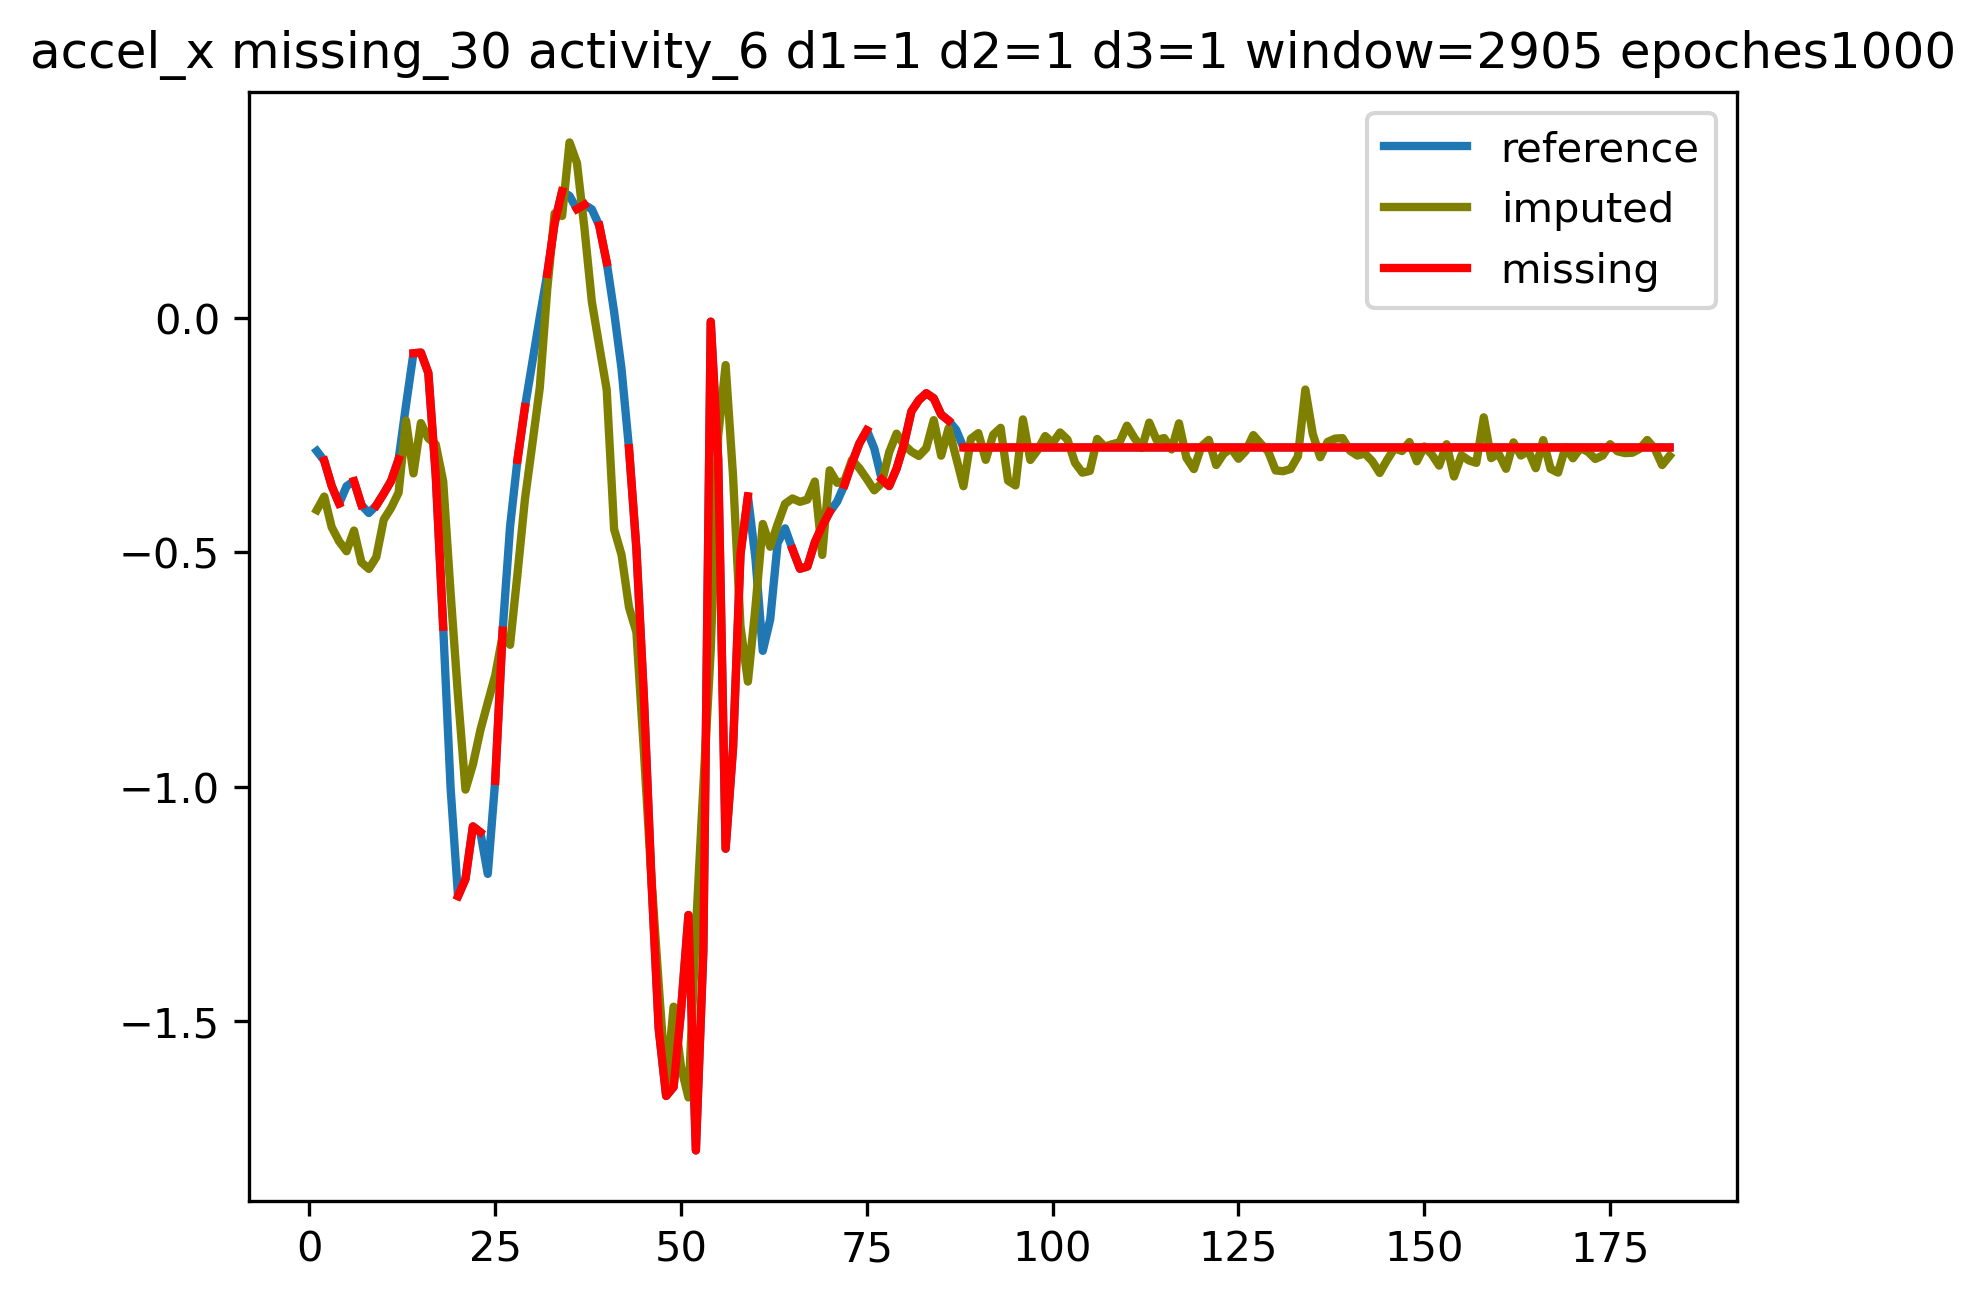 accel_x missing_30 activity_6 d1=1 d2=1 d3=1 window=2905 epoches1000
reference
imputed
missing
0.0
−0.5
−1.0
−1.5
0 25 50 75 100 125 150 175